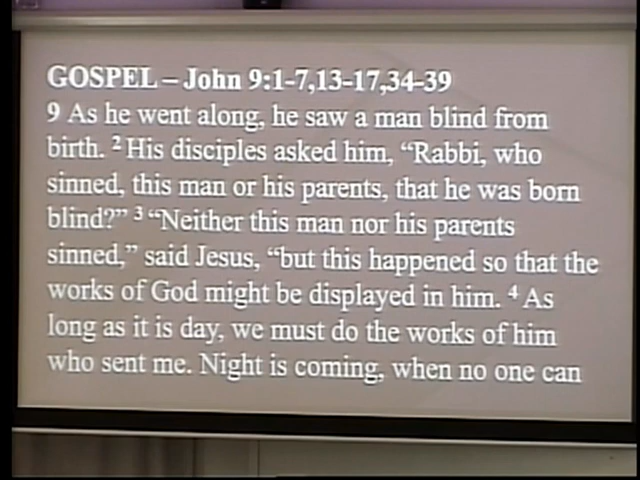 GOSPEL – John 9:1-7,13-17,34-39
9 As he went along, he saw a man blind from
birth. ² His disciples asked him, “Rabbi, who
sinned, this man or his parents, that he was born
blind?” ³ “Neither this man nor his parents
sinned,” said Jesus, “but this happened so that the
works of God might be displayed in him. ⁴ As
long as it is day, we must do the works of him
who sent me. Night is coming, when no one can